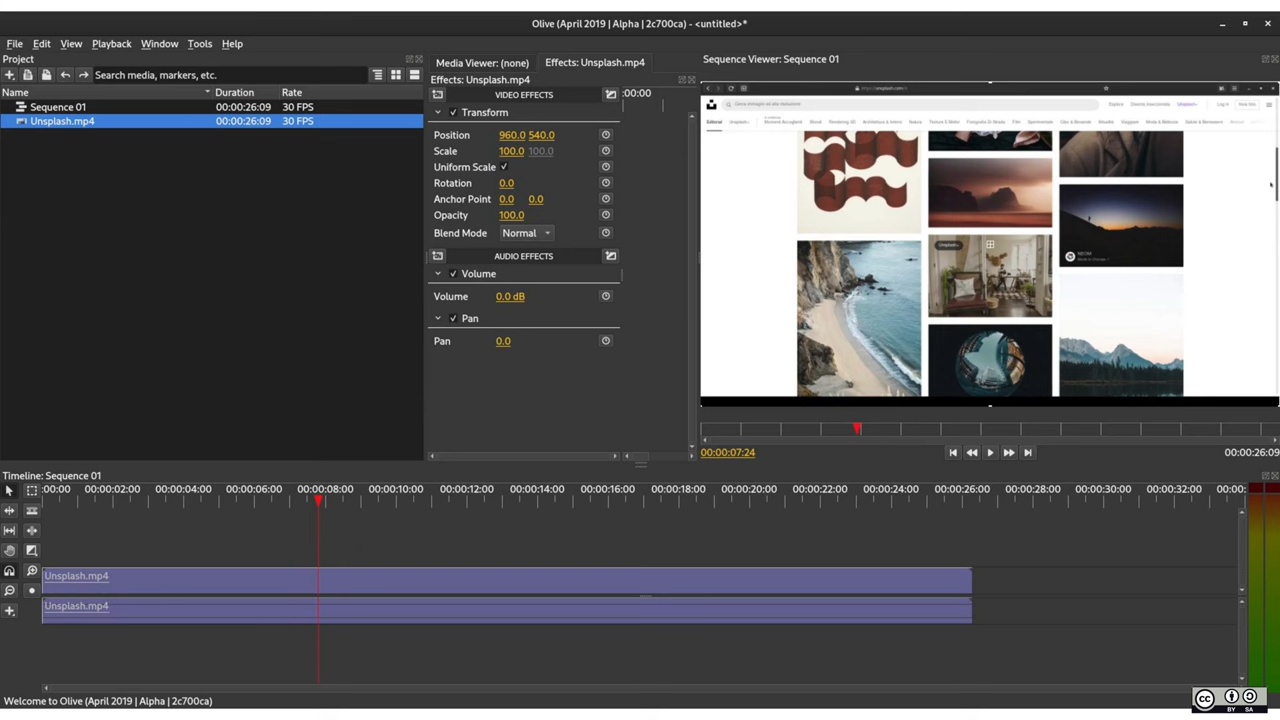 Olive (April 2019 | Alpha | 2c700ca) - <untitled>*
File Edit View Playback Window Tools Help
Project
Search media, markers, etc.
Name Duration Rate
Sequence 01 00:00:26:09 30 FPS
Unsplash.mp4 00:00:26:09 30 FPS
Media Viewer: (none) Effects: Unsplash.mp4
Effects: Unsplash.mp4
VIDEO EFFECTS :00:00
Transform
Position 960.0 540.0
Scale 100.0 100.0
Uniform Scale
Rotation 0.0
Anchor Point 0.0 0.0
Opacity 100.0
Blend Mode Normal
AUDIO EFFECTS
Volume
Volume 0.0 dB
Pan
Pan 0.0
Sequence Viewer: Sequence 01
Editorial
00:00:07:24 00:00:26:09
Timeline: Sequence 01
:00:00 00:00:02:00 00:00:04:00 00:00:06:00 00:00:08:00 00:00:10:00 00:00:12:00 00:00:14:00 00:00:16:00 00:00:18:00 00:00:20:00 00:00:22:00 00:00:24:00 00:00:26:00 00:00:28:00 00:00:30:00 00:00:32:00 00:00:
Unsplash.mp4
Unsplash.mp4
Welcome to Olive (April 2019 | Alpha | 2c700ca)
CC BY SA